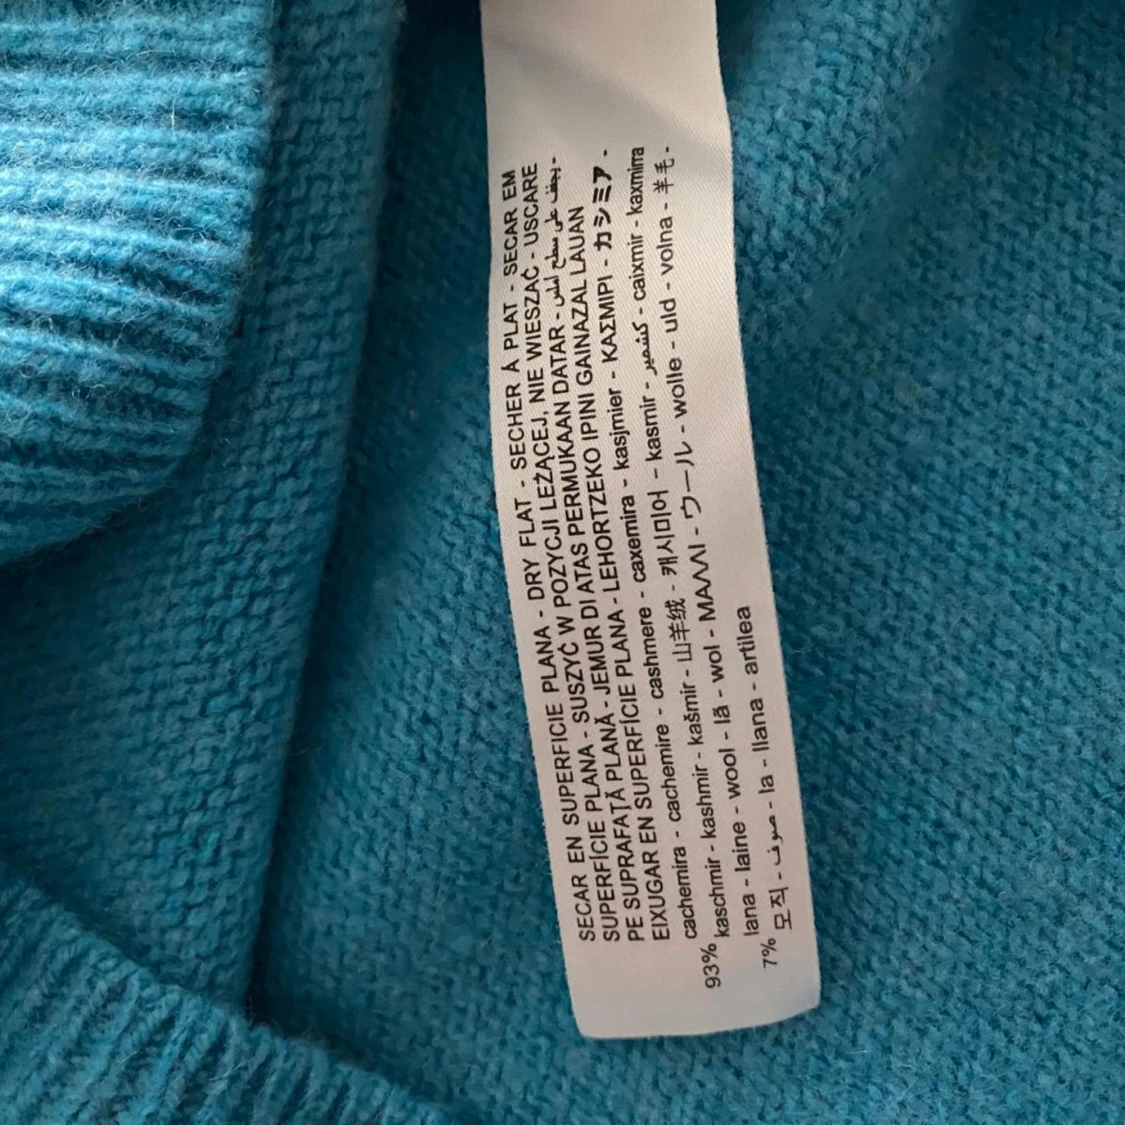 SECAR EN SUPERFICIE PLANA - DRY FLAT - SECHER À PLAT - SECAR EM
SUPERFÍCIE PLANA - SUSZYĆ W POZYCJI LEŻĄCEJ, NIE WIESZAĆ - USCARE
PE SUPRAFAȚĂ PLANĂ - JEMUR DI ATAS PERMUKAAN DATAR - يجفف على سطح املس -
EIXUGAR EN SUPERFÍCIE PLANA - LEHORTZEKO IPINI GAINAZAL LAUAN
cachemira - cachemire - cashmere - caxemira - kasjmier - ΚΑΣΜΙΡΙ - カシミア -
93% kaschmir - kashmir - kašmir - 山羊绒 - 캐시미어 - kasmir - كشمير - caixmir - kaxmirra
lana - laine - wool - lã - wol - ΜΑΛΛΙ - ウール - wolle - uld - volna - 羊毛 -
7% 모직 - صوف - la - llana - artilea